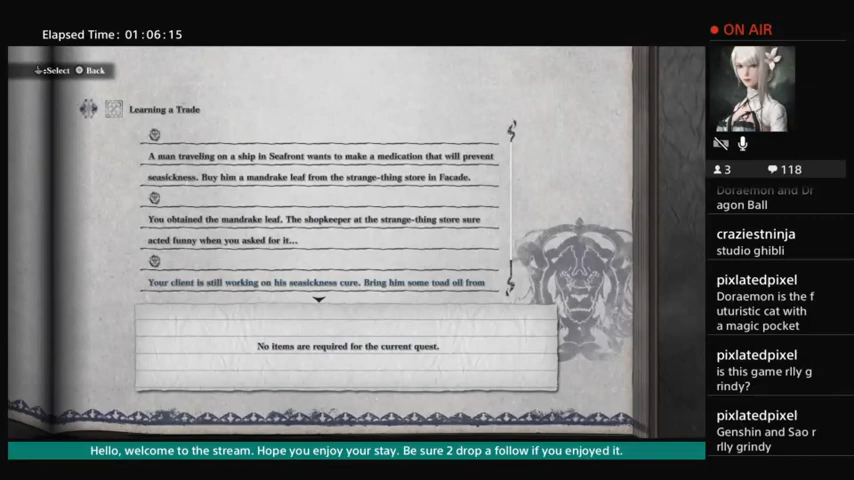 Elapsed Time: 01:06:15
ON AIR
:Select Back
Learning a Trade
A man traveling on a ship in Seafront wants to make a medication that will prevent
seasickness. Buy him a mandrake leaf from the strange-thing store in Facade.
You obtained the mandrake leaf. The shopkeeper at the strange-thing store sure
acted funny when you asked for it...
Your client is still working on his seasickness cure. Bring him some toad oil from
No items are required for the current quest.
Hello, welcome to the stream. Hope you enjoy your stay. Be sure 2 drop a follow if you enjoyed it.
3
118
Doraemon and Dr
agon Ball
craziestninja
studio ghibli
pixlatedpixel
Doraemon is the f
uturistic cat with
a magic pocket
pixlatedpixel
is this game rlly g
rindy?
pixlatedpixel
Genshin and Sao r
rlly grindy